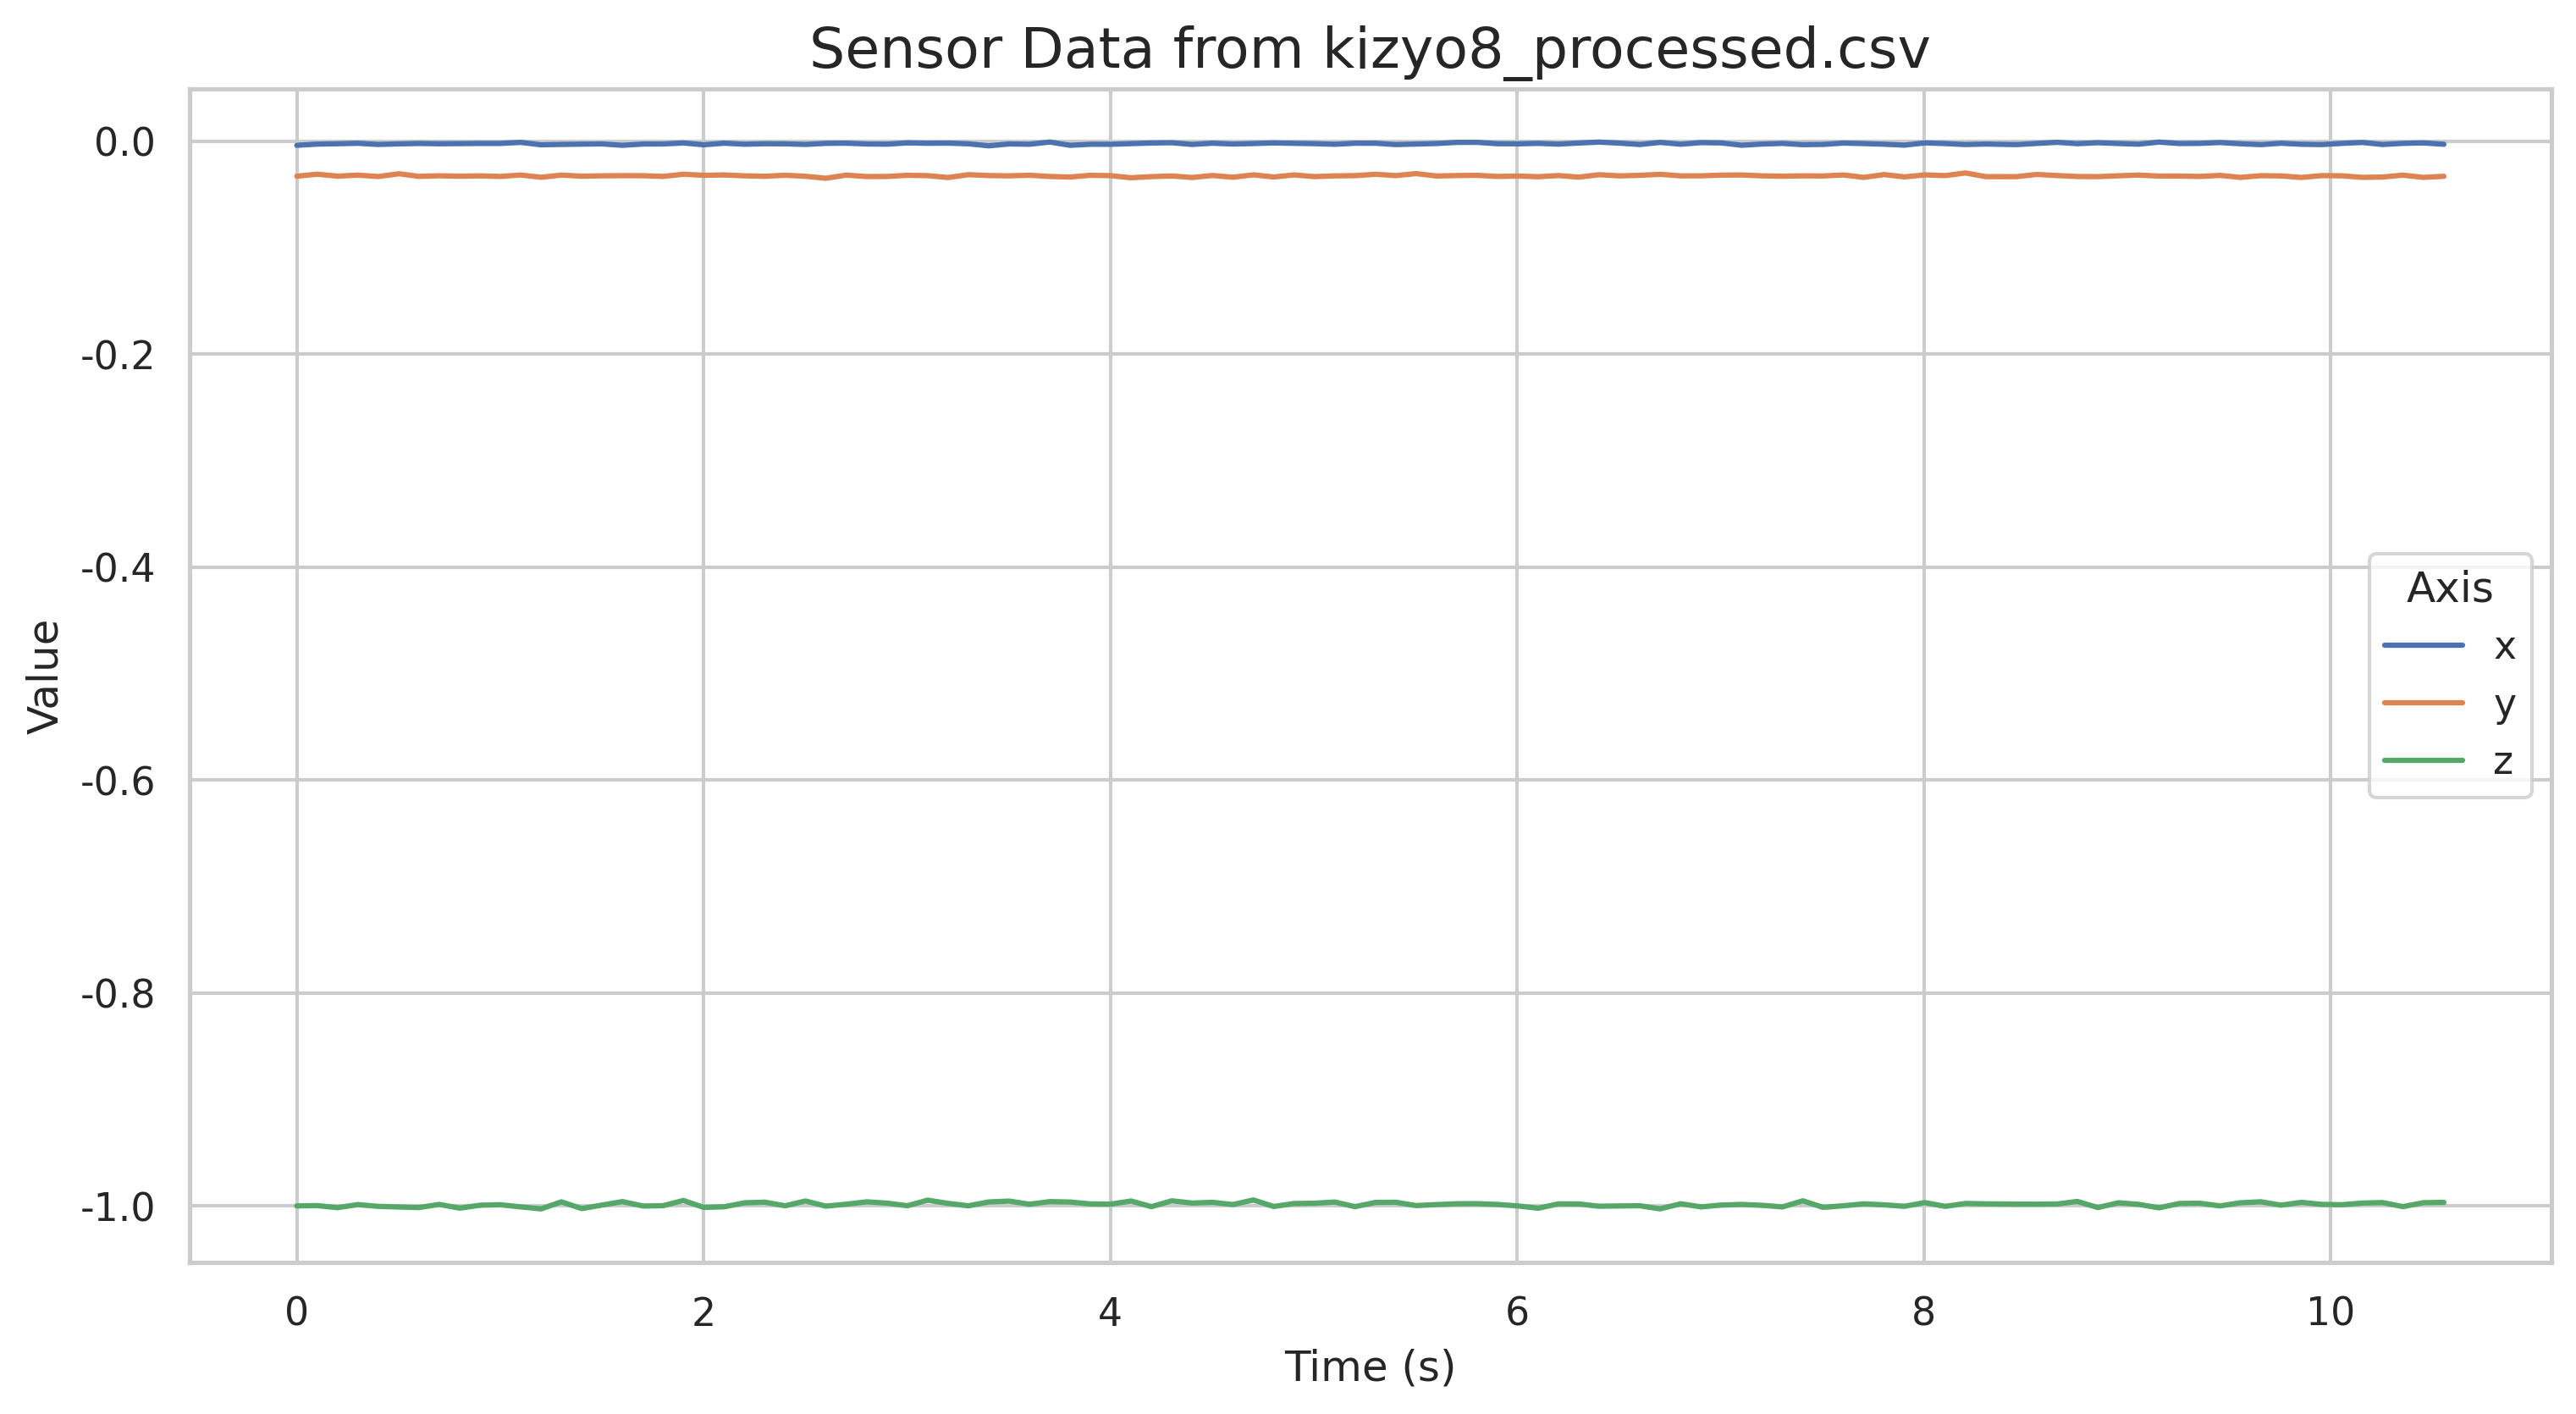 Sensor Data from kizyo8_processed.csv
0.0
-0.2
-0.4
-0.6
-0.8
-1.0
Value
Axis
x
y
z
0 2 4 6 8 10
Time (s)